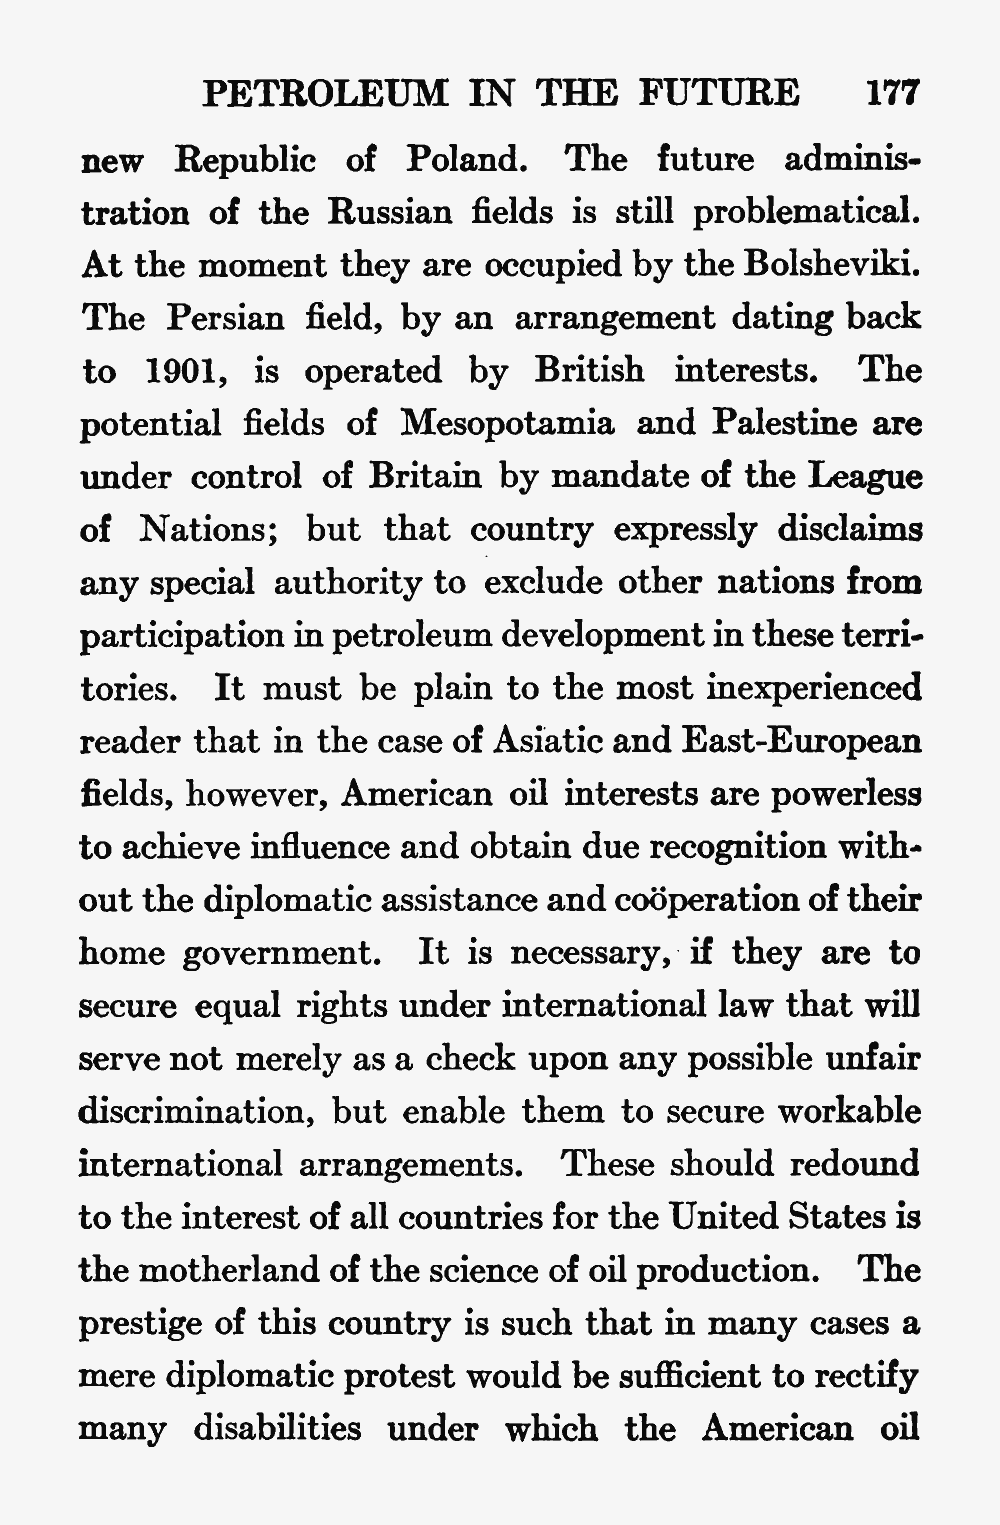 PETROLEUM IN THE FUTURE 177
new Republic of Poland. The future adminis-
tration of the Russian fields is still problematical.
At the moment they are occupied by the Bolsheviki.
The Persian field, by an arrangement dating back
to 1901, is operated by British interests. The
potential fields of Mesopotamia and Palestine are
under control of Britain by mandate of the League
of Nations; but that country expressly disclaims
any special authority to exclude other nations from
participation in petroleum development in these terri-
tories. It must be plain to the most inexperienced
reader that in the case of Asiatic and East-European
fields, however, American oil interests are powerless
to achieve influence and obtain due recognition with-
out the diplomatic assistance and coöperation of their
home government. It is necessary, if they are to
secure equal rights under international law that will
serve not merely as a check upon any possible unfair
discrimination, but enable them to secure workable
international arrangements. These should redound
to the interest of all countries for the United States is
the motherland of the science of oil production. The
prestige of this country is such that in many cases a
mere diplomatic protest would be sufficient to rectify
many disabilities under which the American oil